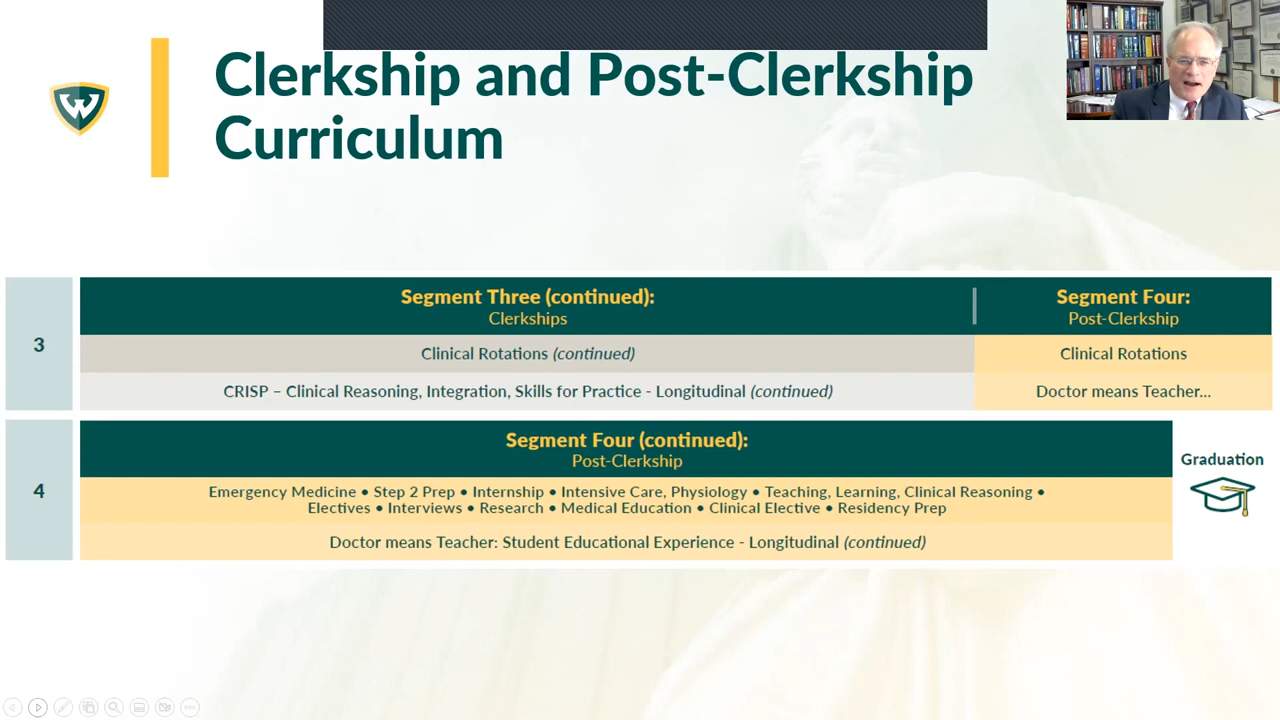 Clerkship and Post-Clerkship
Curriculum
3
Segment Three (continued):
Clerkships
Segment Four:
Post-Clerkship
Clinical Rotations (continued)
Clinical Rotations
CRISP – Clinical Reasoning, Integration, Skills for Practice - Longitudinal (continued)
Doctor means Teacher...
4
Segment Four (continued):
Post-Clerkship
Emergency Medicine • Step 2 Prep • Internship • Intensive Care, Physiology • Teaching, Learning, Clinical Reasoning •
Electives • Interviews • Research • Medical Education • Clinical Elective • Residency Prep
Doctor means Teacher: Student Educational Experience - Longitudinal (continued)
Graduation
W